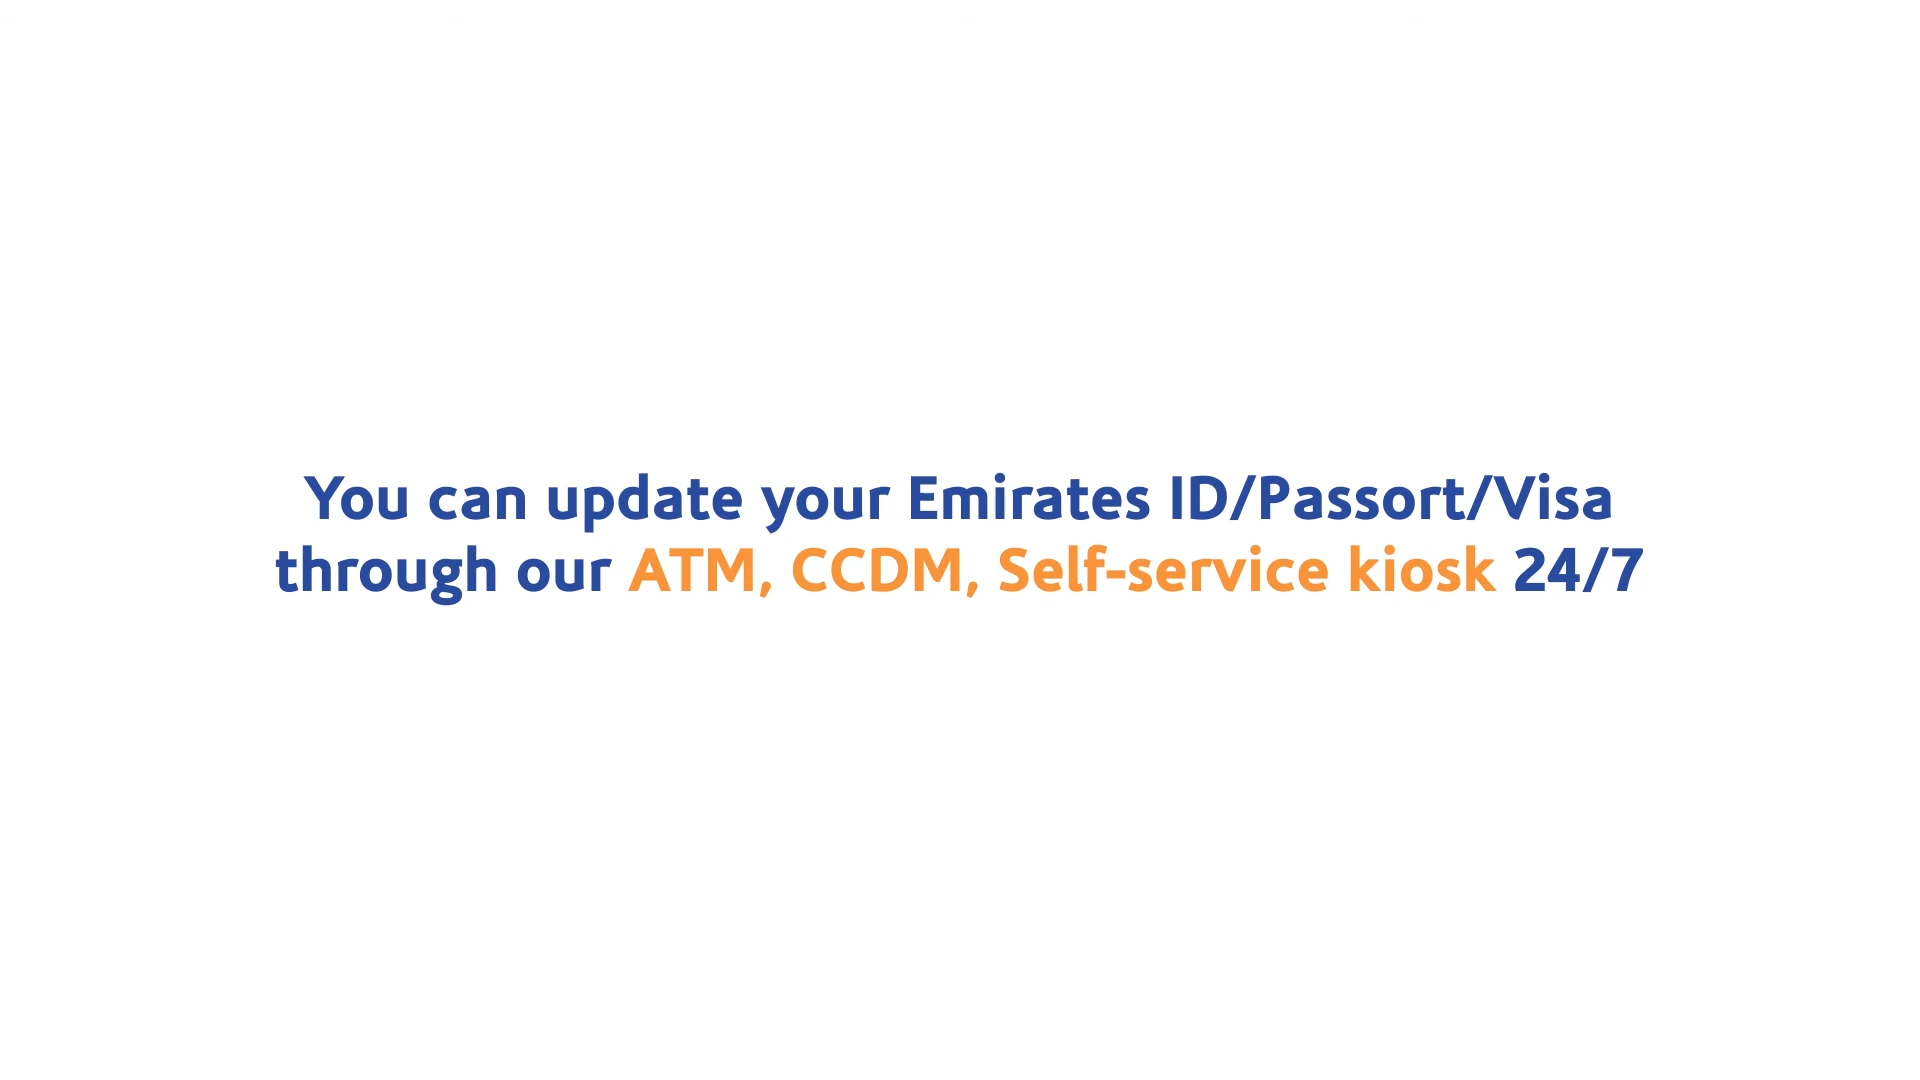 You can update your Emirates ID/Passort/Visa
through our ATM, CCDM, Self-service kiosk 24/7